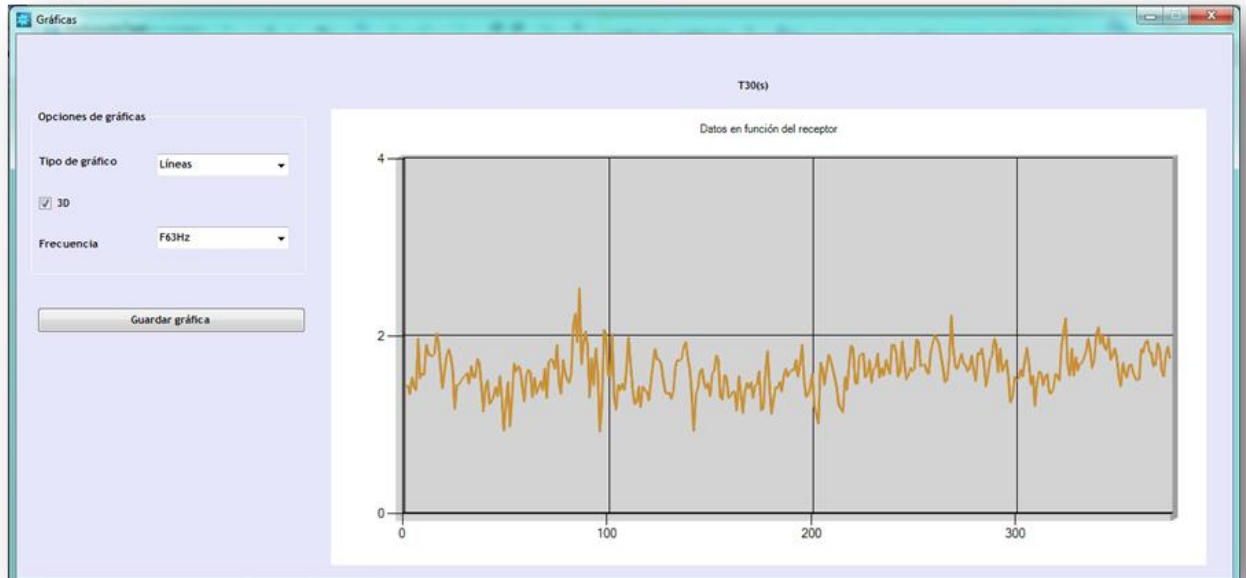 Gráficas
T30(s)
Opciones de gráficas
Tipo de gráfico
Líneas
3D
Frecuencia
F63Hz
Guardar gráfica
Datos en función del receptor
4
2
0
0
100
200
300